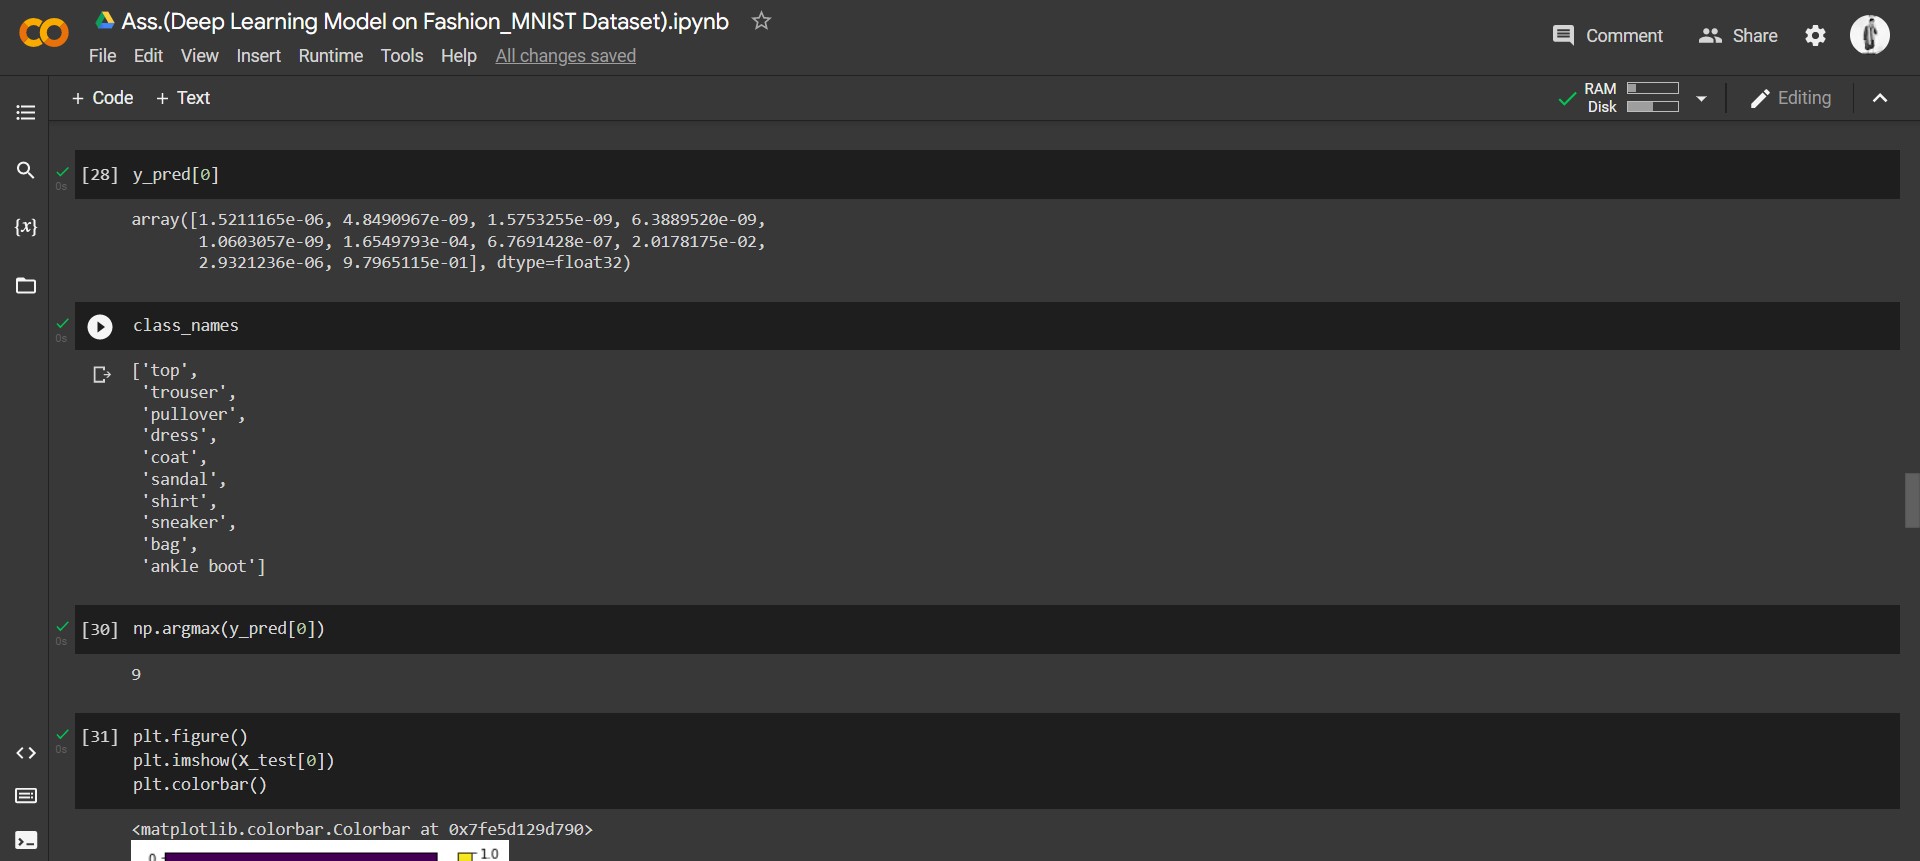 Ass.(Deep Learning Model on Fashion_MNIST Dataset).ipynb
File Edit View Insert Runtime Tools Help All changes saved
Comment Share
+ Code + Text
RAM
Disk
Editing
[28] y_pred[0]
0s
array([1.5211165e-06, 4.8490967e-09, 1.5753255e-09, 6.3889520e-09,
1.0603057e-09, 1.6549793e-04, 6.7691428e-07, 2.0178175e-02,
2.9321236e-06, 9.7965115e-01], dtype=float32)
class_names
0s
['top',
'trouser',
'pullover',
'dress',
'coat',
'sandal',
'shirt',
'sneaker',
'bag',
'ankle boot']
[30] np.argmax(y_pred[0])
0s
9
[31] plt.figure()
0s
plt.imshow(X_test[0])
plt.colorbar()
<matplotlib.colorbar.Colorbar at 0x7fe5d129d790>
0
1.0
{x}